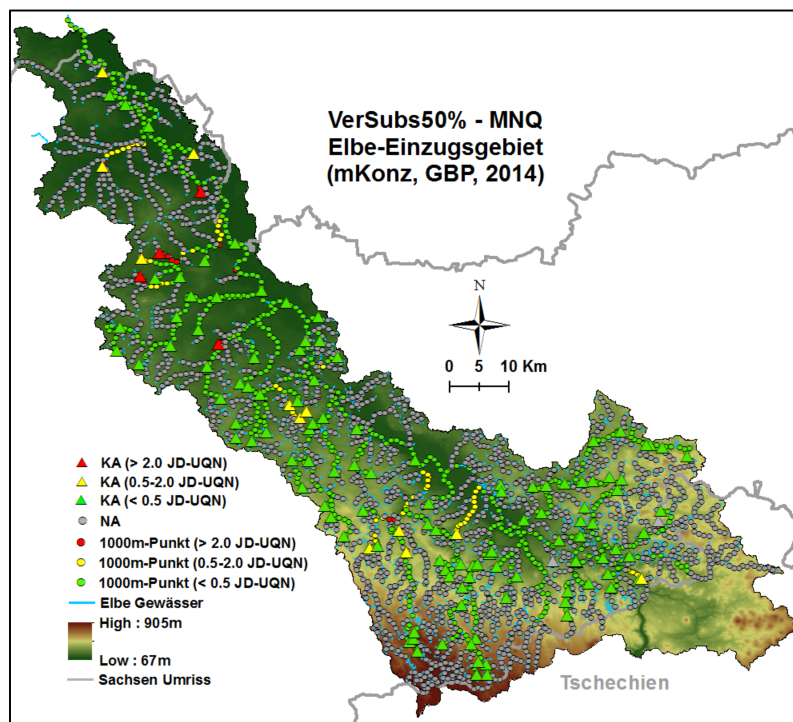 VerSubs50% - MNQ
Elbe-Einzugsgebiet
(mKonz, GBP, 2014)
N
0 5 10 Km
KA (> 2.0 JD-UQN)
KA (0.5-2.0 JD-UQN)
KA (< 0.5 JD-UQN)
NA
1000m-Punkt (> 2.0 JD-UQN)
1000m-Punkt (0.5-2.0 JD-UQN)
1000m-Punkt (< 0.5 JD-UQN)
Elbe Gewässer
High : 905m
Low : 67m
Sachsen Umriss
Tschechien